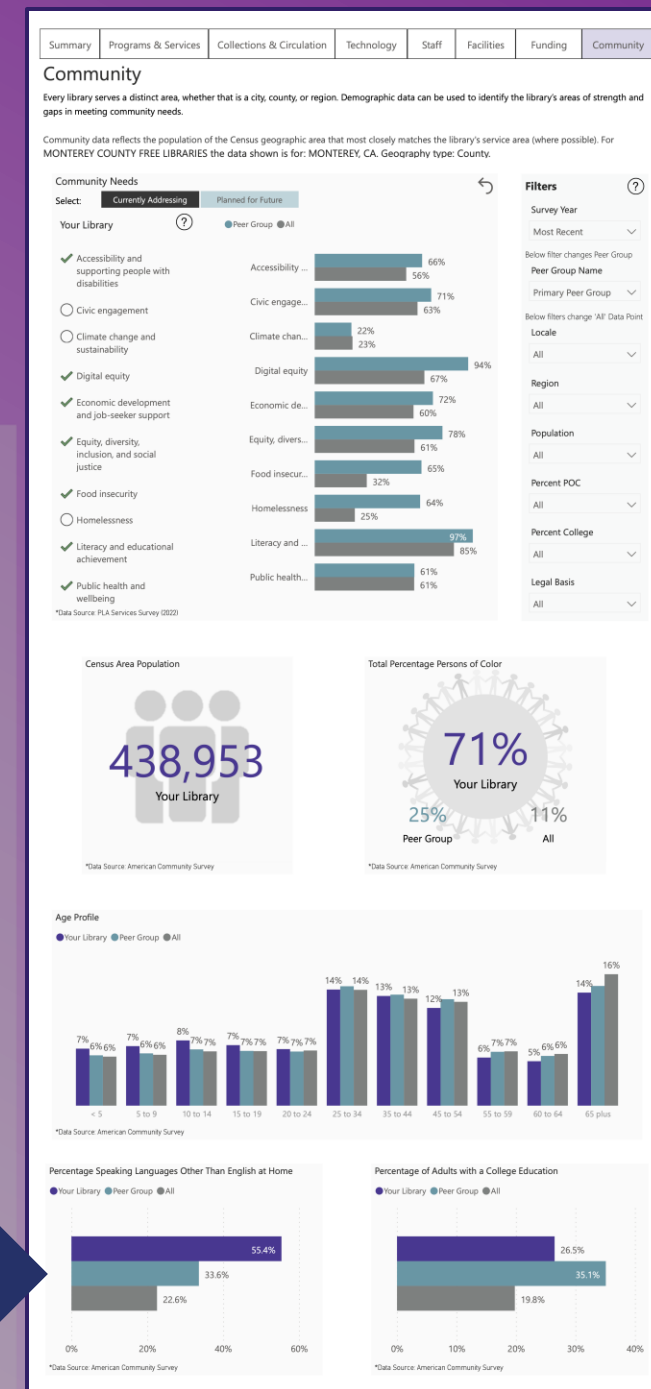 Summary Programs & Services Collections & Circulation Technology Staff Facilities Funding Community
Community
Every library serves a distinct area, whether that is a city, county, or region. Demographic data can be used to identify the library's areas of strength and
gaps in meeting community needs.
Community data reflects the population of the Census geographic area that most closely matches the library's service area (where possible). For
MONTEREY COUNTY FREE LIBRARIES the data shown is for: MONTEREY, CA. Geography type: County.
Community Needs
Select: Currently Addressing Planned for Future
Your Library ? Peer Group All
Accessibility and
supporting people with
disabilities
Civic engagement
Climate change and
sustainability
Digital equity
Economic development
and job-seeker support
Equity, diversity,
inclusion, and social
justice
Food insecurity
Homelessness
Literacy and educational
achievement
Public health and
wellbeing
Accessibility ... 66% 56%
Civic engage... 71% 63%
Climate chan... 22% 23%
Digital equity 94% 67%
Economic de... 72% 60%
Equity, divers... 78% 61%
Food insecur... 65% 32%
Homelessness 64% 25%
Literacy and ... 97% 85%
Public health... 61% 61%
*Data Source: PLA Services Survey (2022)
Filters ?
Survey Year
Most Recent
Below filter changes Peer Group
Peer Group Name
Primary Peer Group
Below filters change 'All' Data Point
Locale
All
Region
All
Population
All
Percent POC
All
Percent College
All
Legal Basis
All
Census Area Population
438,953
Your Library
*Data Source: American Community Survey
Total Percentage Persons of Color
71%
Your Library
25% 11%
Peer Group All
*Data Source: American Community Survey
Age Profile
Your Library Peer Group All
7% 6% 6% 7% 6% 6% 8% 7% 7% 7% 7% 7% 7% 7% 7% 14% 14% 13% 13% 12% 13% 6% 7% 7% 5% 6% 6% 14% 16%
< 5 5 to 9 10 to 14 15 to 19 20 to 24 25 to 34 35 to 44 45 to 54 55 to 59 60 to 64 65 plus
*Data Source: American Community Survey
Percentage Speaking Languages Other Than English at Home
Your Library Peer Group All
55.4%
33.6%
22.6%
0% 20% 40% 60%
*Data Source: American Community Survey
Percentage of Adults with a College Education
Your Library Peer Group All
26.5%
35.1%
19.8%
0% 10% 20% 30% 40%
*Data Source: American Community Survey